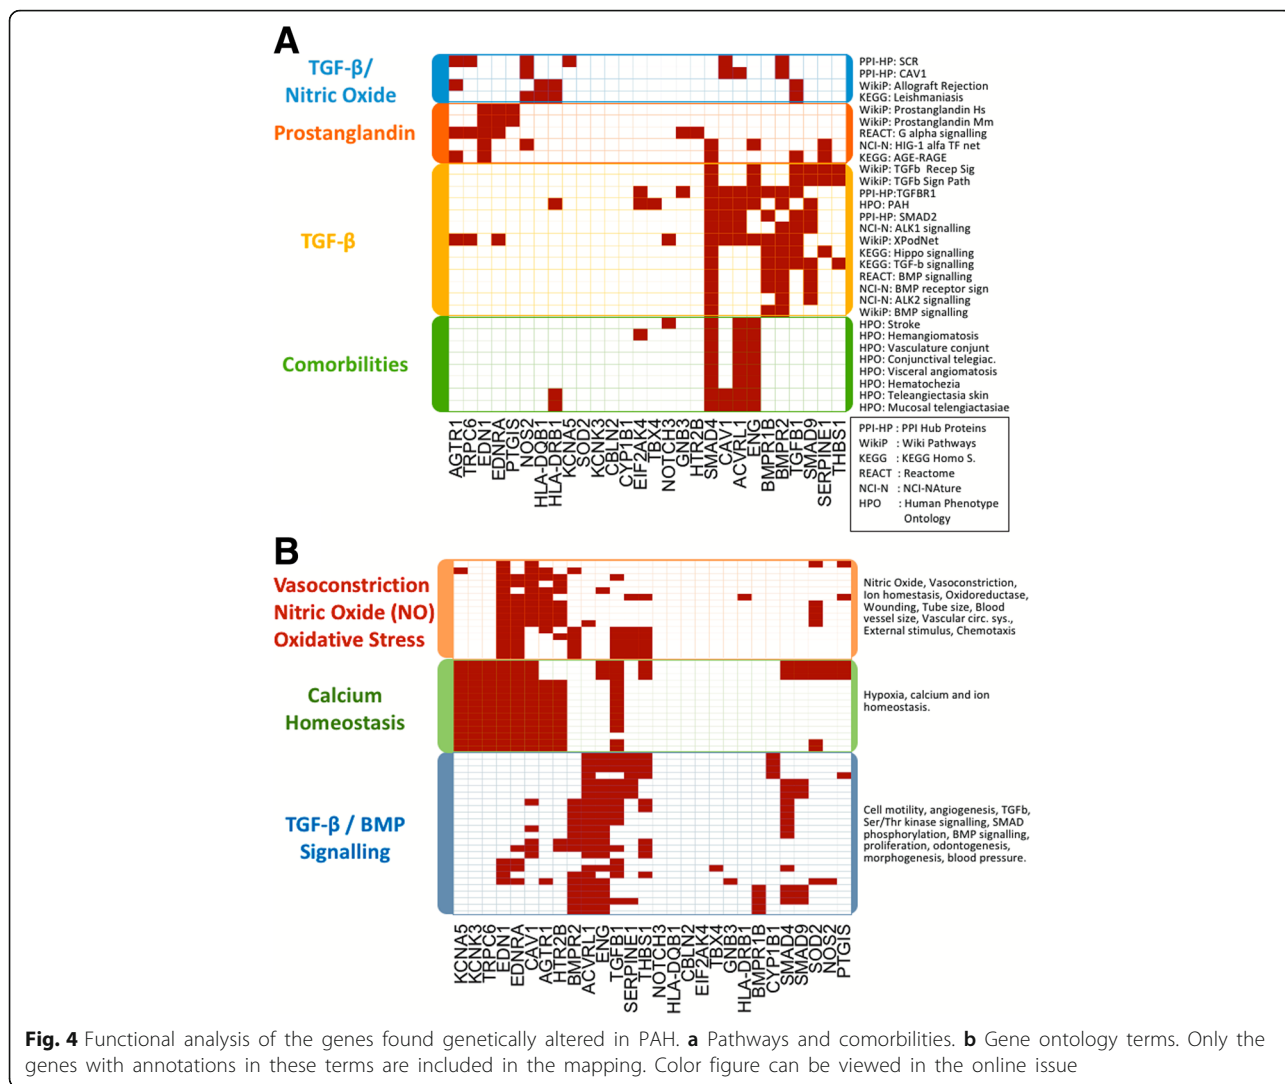 A
TGF-β/
Nitric Oxide
Prostanglandin
TGF-β
Comorbilities
PPI-HP: SCR
PPI-HP: CAV1
WikiP: Allograft Rejection
KEGG: Leishmaniasis
WikiP: Prostanglandin Hs
WikiP: Prostanglandin Mm
REACT: G alpha signalling
NCI-N: HIG-1 alfa TF net
KEGG: AGE-RAGE
WikiP: TGFb Recep Sig
WikiP: TGFb Sign Path
PPI-HP:TGFBR1
HPO: PAH
PPI-HP: SMAD2
NCI-N: ALK1 signalling
WikiP: XPodNet
KEGG: Hippo signalling
KEGG: TGF-b signalling
REACT: BMP signalling
NCI-N: BMP receptor sign
NCI-N: ALK2 signalling
WikiP: BMP signalling
HPO: Stroke
HPO: Hemangiomatosis
HPO: Vasculature conjunt
HPO: Conjunctival telegiac.
HPO: Visceral angiomatosis
HPO: Hematochezia
HPO: Teleangiectasia skin
HPO: Mucosal telengiactasiae
AGTR1
TRPC6
EDN1
EDNRA
PTGIS
NOS2
HLA-DQB1
HLA-DRB1
KCNA5
SOD2
KCNK3
CBLN2
CYP1B1
EIF2AK4
TBX4
NOTCH3
GNB3
HTR2B
SMAD4
CAV1
ACVRL1
ENG
BMPR1B
BMPR2
TGFB1
SMAD9
SERPINE1
THBS1
PPI-HP : PPI Hub Proteins
WikiP : Wiki Pathways
KEGG : KEGG Homo S.
REACT : Reactome
NCI-N : NCI-NAture
HPO : Human Phenotype
Ontology
B
Vasoconstriction
Nitric Oxide (NO)
Oxidative Stress
Calcium
Homeostasis
TGF-β / BMP
Signalling
Nitric Oxide, Vasoconstriction,
Ion homestasis, Oxidoreductase,
Wounding, Tube size, Blood
vessel size, Vascular circ. sys.,
External stimulus, Chemotaxis
Hypoxia, calcium and ion
homeostasis.
Cell motility, angiogenesis, TGFb,
Ser/Thr kinase signalling, SMAD
phosphorylation, BMP signalling,
proliferation, odontogenesis,
morphogenesis, blood pressure.
KCNA5
KCNK3
TRPC6
EDN1
EDNRA
CAV1
AGTR1
HTR2B
BMPR2
ACVRL1
ENG
TGFB1
SERPINE1
THBS1
NOTCH3
HLA-DQB1
CBLN2
EIF2AK4
TBX4
GNB3
HLA-DRB1
BMPR1B
CYP1B1
SMAD4
SMAD9
SOD2
NOS2
PTGIS
Fig. 4 Functional analysis of the genes found genetically altered in PAH. a Pathways and comorbilities. b Gene ontology terms. Only the
genes with annotations in these terms are included in the mapping. Color figure can be viewed in the online issue